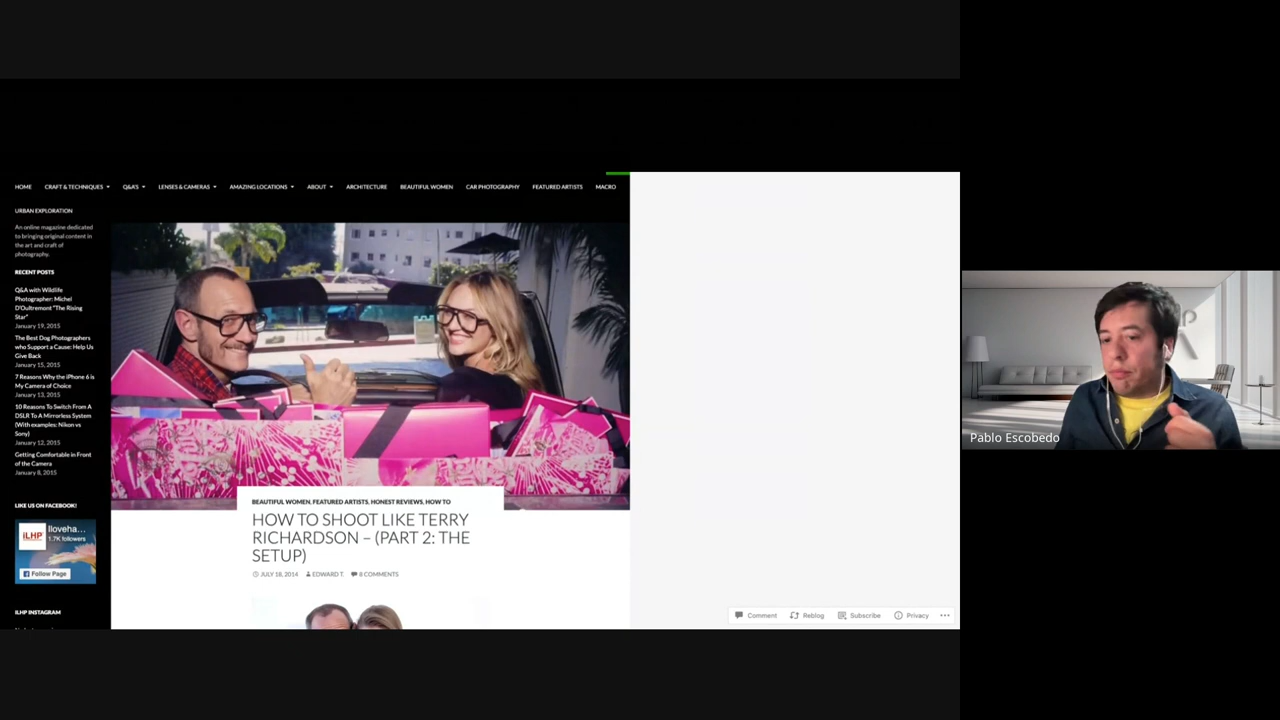 HOME CRAFT & TECHNIQUES Q&A'S LENSES & CAMERAS AMAZING LOCATIONS ABOUT ARCHITECTURE BEAUTIFUL WOMEN CAR PHOTOGRAPHY FEATURED ARTISTS MACRO
URBAN EXPLORATION
An online magazine dedicated
to bringing original content in
the art and craft of
photography.
RECENT POSTS
Q&A with Wildlife
Photographer: Michel
D'Oultremont "The Rising
Star"
January 19, 2015
The Best Dog Photographers
who Support a Cause: Help Us
Give Back
January 15, 2015
7 Reasons Why the iPhone 6 is
My Camera of Choice
January 13, 2015
10 Reasons To Switch From A
DSLR To A Mirrorless System
(With examples: Nikon vs
Sony)
January 12, 2015
Getting Comfortable in Front
of the Camera
January 8, 2015
LIKE US ON FACEBOOK!
iLHP
Iloveha...
1.7K followers
Follow Page
ILHP INSTAGRAM
BEAUTIFUL WOMEN, FEATURED ARTISTS, HONEST REVIEWS, HOW TO
HOW TO SHOOT LIKE TERRY
RICHARDSON – (PART 2: THE
SETUP)
JULY 18, 2014 EDWARD T. 8 COMMENTS
Comment Reblog Subscribe Privacy ...
Pablo Escobedo